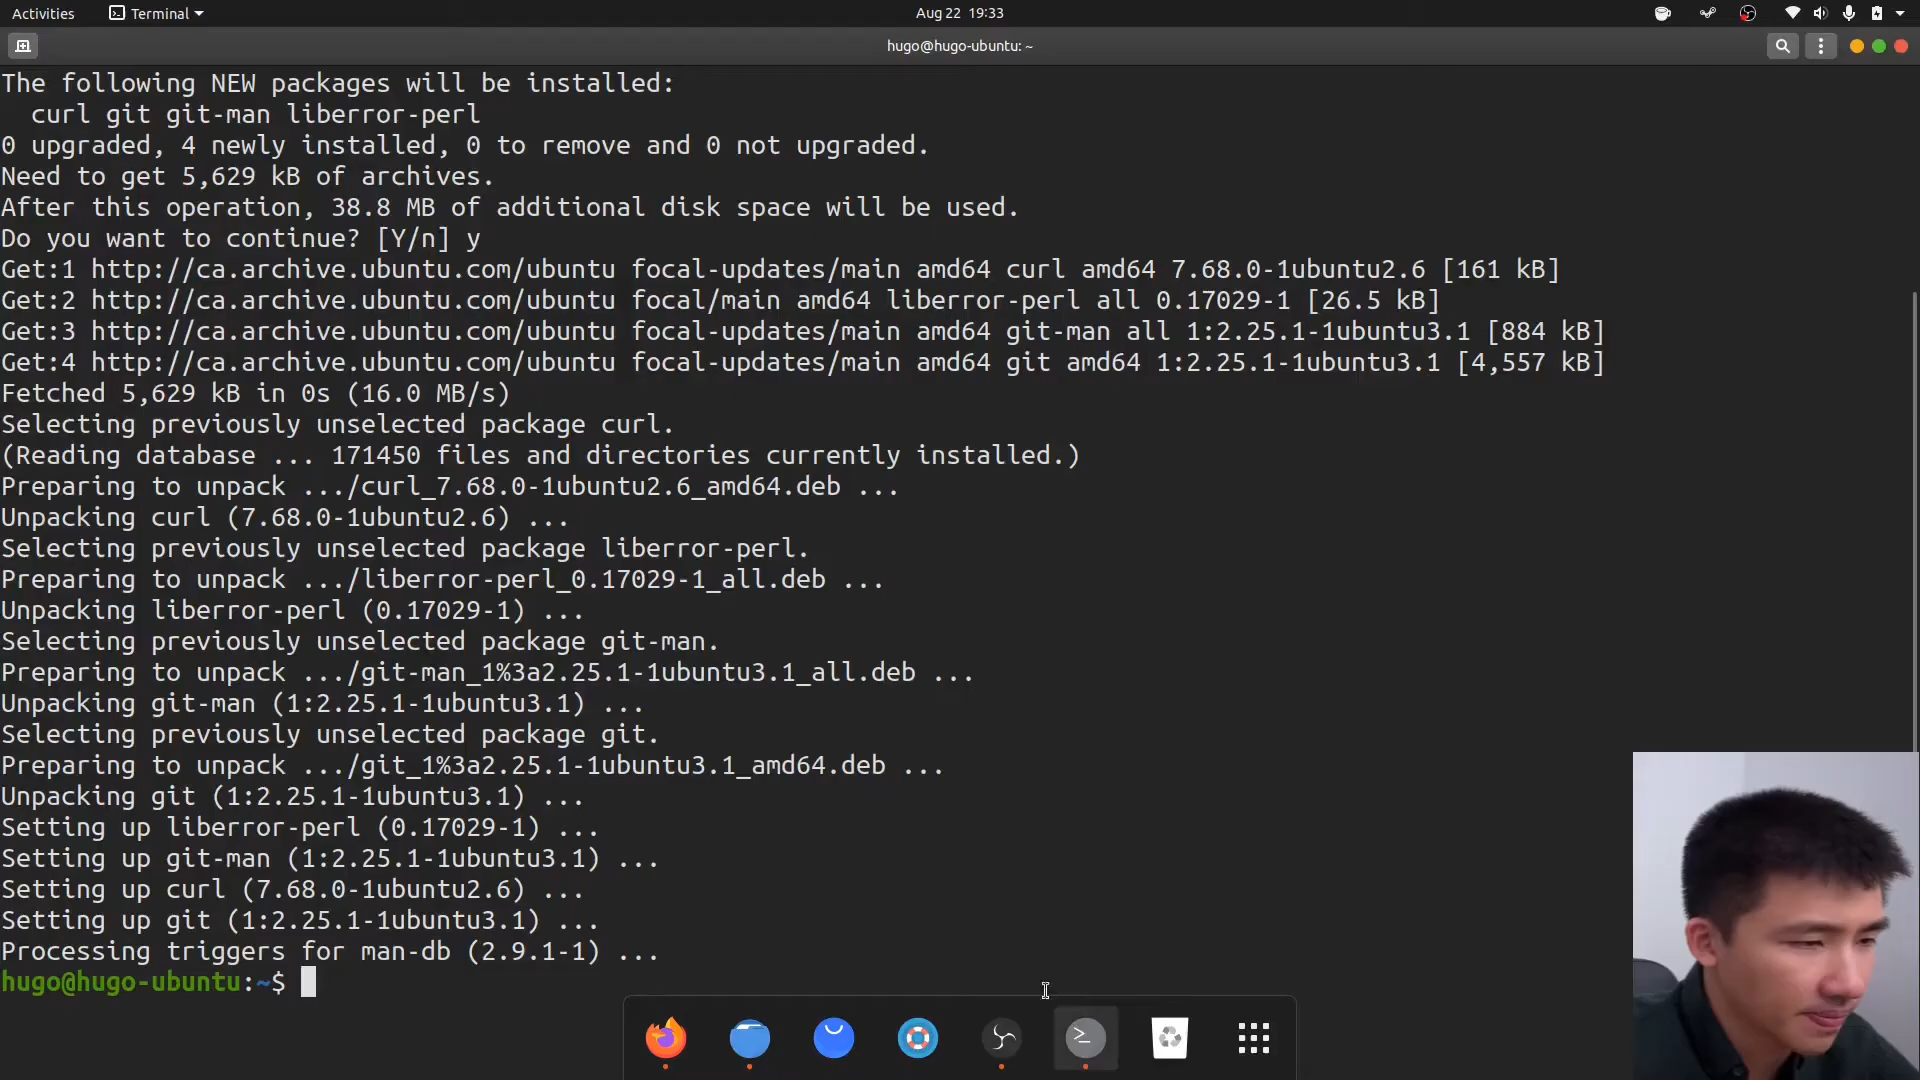 Activities Terminal Aug 22 19:33
hugo@hugo-ubuntu: ~
The following NEW packages will be installed:
curl git git-man liberror-perl
0 upgraded, 4 newly installed, 0 to remove and 0 not upgraded.
Need to get 5,629 kB of archives.
After this operation, 38.8 MB of additional disk space will be used.
Do you want to continue? [Y/n] y
Get:1 http://ca.archive.ubuntu.com/ubuntu focal-updates/main amd64 curl amd64 7.68.0-1ubuntu2.6 [161 kB]
Get:2 http://ca.archive.ubuntu.com/ubuntu focal/main amd64 liberror-perl all 0.17029-1 [26.5 kB]
Get:3 http://ca.archive.ubuntu.com/ubuntu focal-updates/main amd64 git-man all 1:2.25.1-1ubuntu3.1 [884 kB]
Get:4 http://ca.archive.ubuntu.com/ubuntu focal-updates/main amd64 git amd64 1:2.25.1-1ubuntu3.1 [4,557 kB]
Fetched 5,629 kB in 0s (16.0 MB/s)
Selecting previously unselected package curl.
(Reading database ... 171450 files and directories currently installed.)
Preparing to unpack .../curl_7.68.0-1ubuntu2.6_amd64.deb ...
Unpacking curl (7.68.0-1ubuntu2.6) ...
Selecting previously unselected package liberror-perl.
Preparing to unpack .../liberror-perl_0.17029-1_all.deb ...
Unpacking liberror-perl (0.17029-1) ...
Selecting previously unselected package git-man.
Preparing to unpack .../git-man_1%3a2.25.1-1ubuntu3.1_all.deb ...
Unpacking git-man (1:2.25.1-1ubuntu3.1) ...
Selecting previously unselected package git.
Preparing to unpack .../git_1%3a2.25.1-1ubuntu3.1_amd64.deb ...
Unpacking git (1:2.25.1-1ubuntu3.1) ...
Setting up liberror-perl (0.17029-1) ...
Setting up git-man (1:2.25.1-1ubuntu3.1) ...
Setting up curl (7.68.0-1ubuntu2.6) ...
Setting up git (1:2.25.1-1ubuntu3.1) ...
Processing triggers for man-db (2.9.1-1) ...
hugo@hugo-ubuntu:~$